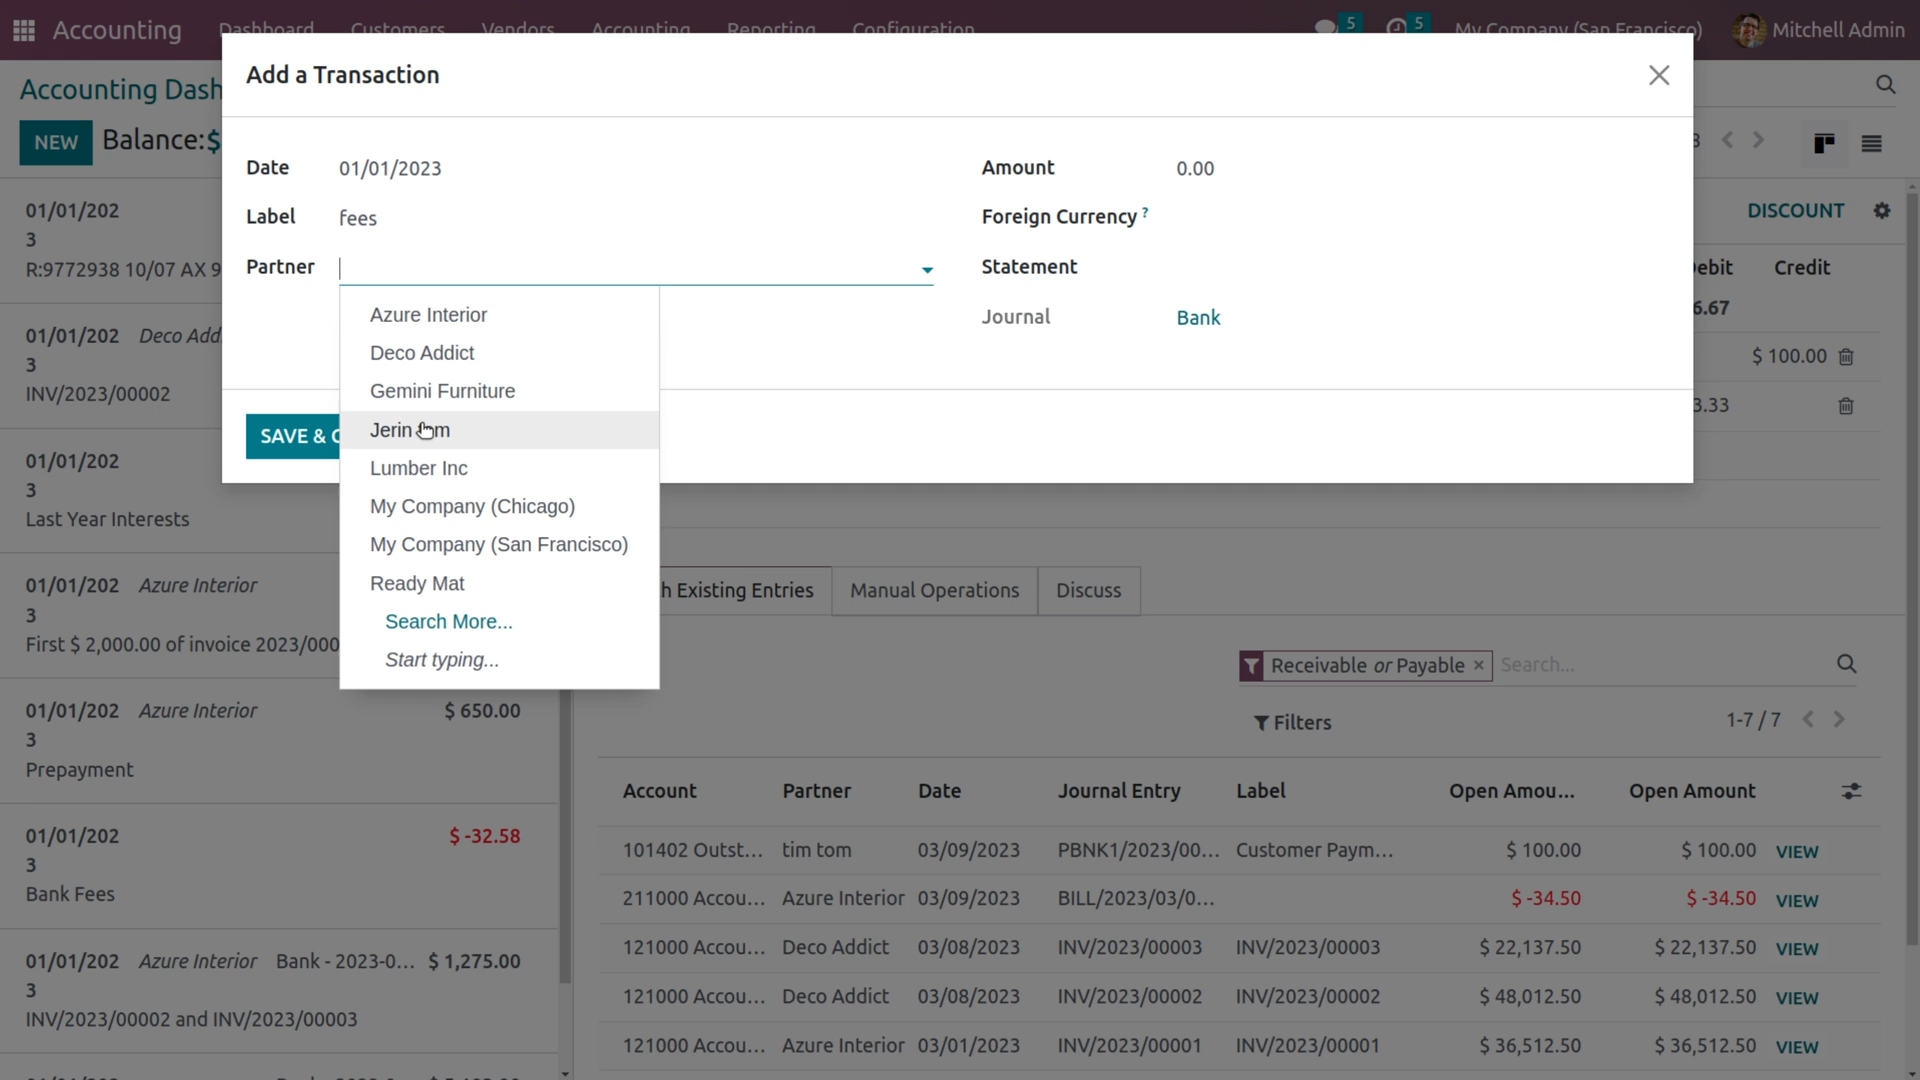 Accounting Dashboard Customers Vendors Accounting Reporting Configuration 5 5 My Company (San Francisco) Mitchell Admin
Add a Transaction
Accounting Dash
NEW Balance:$
Date 01/01/2023 Amount 0.00
Label fees Foreign Currency ?
Partner Statement
Journal Bank
SAVE & C
Azure Interior
Deco Addict
Gemini Furniture
Jerin
Lumber Inc
My Company (Chicago)
My Company (San Francisco)
Ready Mat
Search More...
Start typing...
01/01/202
3
R:9772938 10/07 AX 9
01/01/202 Deco Add
3
INV/2023/00002
01/01/202
3
Last Year Interests
01/01/202 Azure Interior
3
First $ 2,000.00 of invoice 2023/000
01/01/202 Azure Interior $ 650.00
3
Prepayment
01/01/202 $ -32.58
3
Bank Fees
01/01/202 Azure Interior Bank - 2023-0... $ 1,275.00
3
INV/2023/00002 and INV/2023/00003
DISCOUNT
ebit Credit
6.67
$ 100.00
3.33
h Existing Entries Manual Operations Discuss
Receivable or Payable × Search...
Filters 1-7 / 7
Account Partner Date Journal Entry Label Open Amou... Open Amount
101402 Outst... tim tom 03/09/2023 PBNK1/2023/00... Customer Paym... $ 100.00 $ 100.00 VIEW
211000 Accou... Azure Interior 03/09/2023 BILL/2023/03/0... $ -34.50 $ -34.50 VIEW
121000 Accou... Deco Addict 03/08/2023 INV/2023/00003 INV/2023/00003 $ 22,137.50 $ 22,137.50 VIEW
121000 Accou... Deco Addict 03/08/2023 INV/2023/00002 INV/2023/00002 $ 48,012.50 $ 48,012.50 VIEW
121000 Accou... Azure Interior 03/01/2023 INV/2023/00001 INV/2023/00001 $ 36,512.50 $ 36,512.50 VIEW